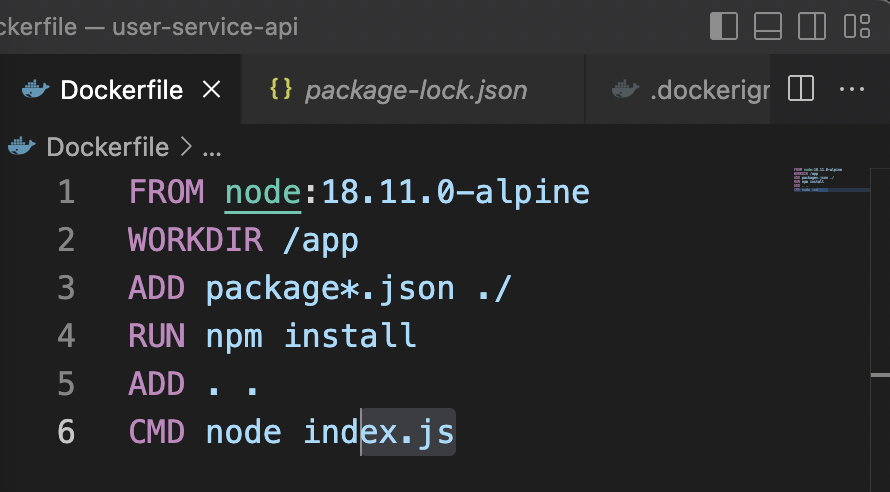 ckerfile — user-service-api
Dockerfile
{} package-lock.json
.dockerigr
Dockerfile > ...
1 FROM node:18.11.0-alpine
2 WORKDIR /app
3 ADD package*.json ./
4 RUN npm install
5 ADD . .
6 CMD node index.js